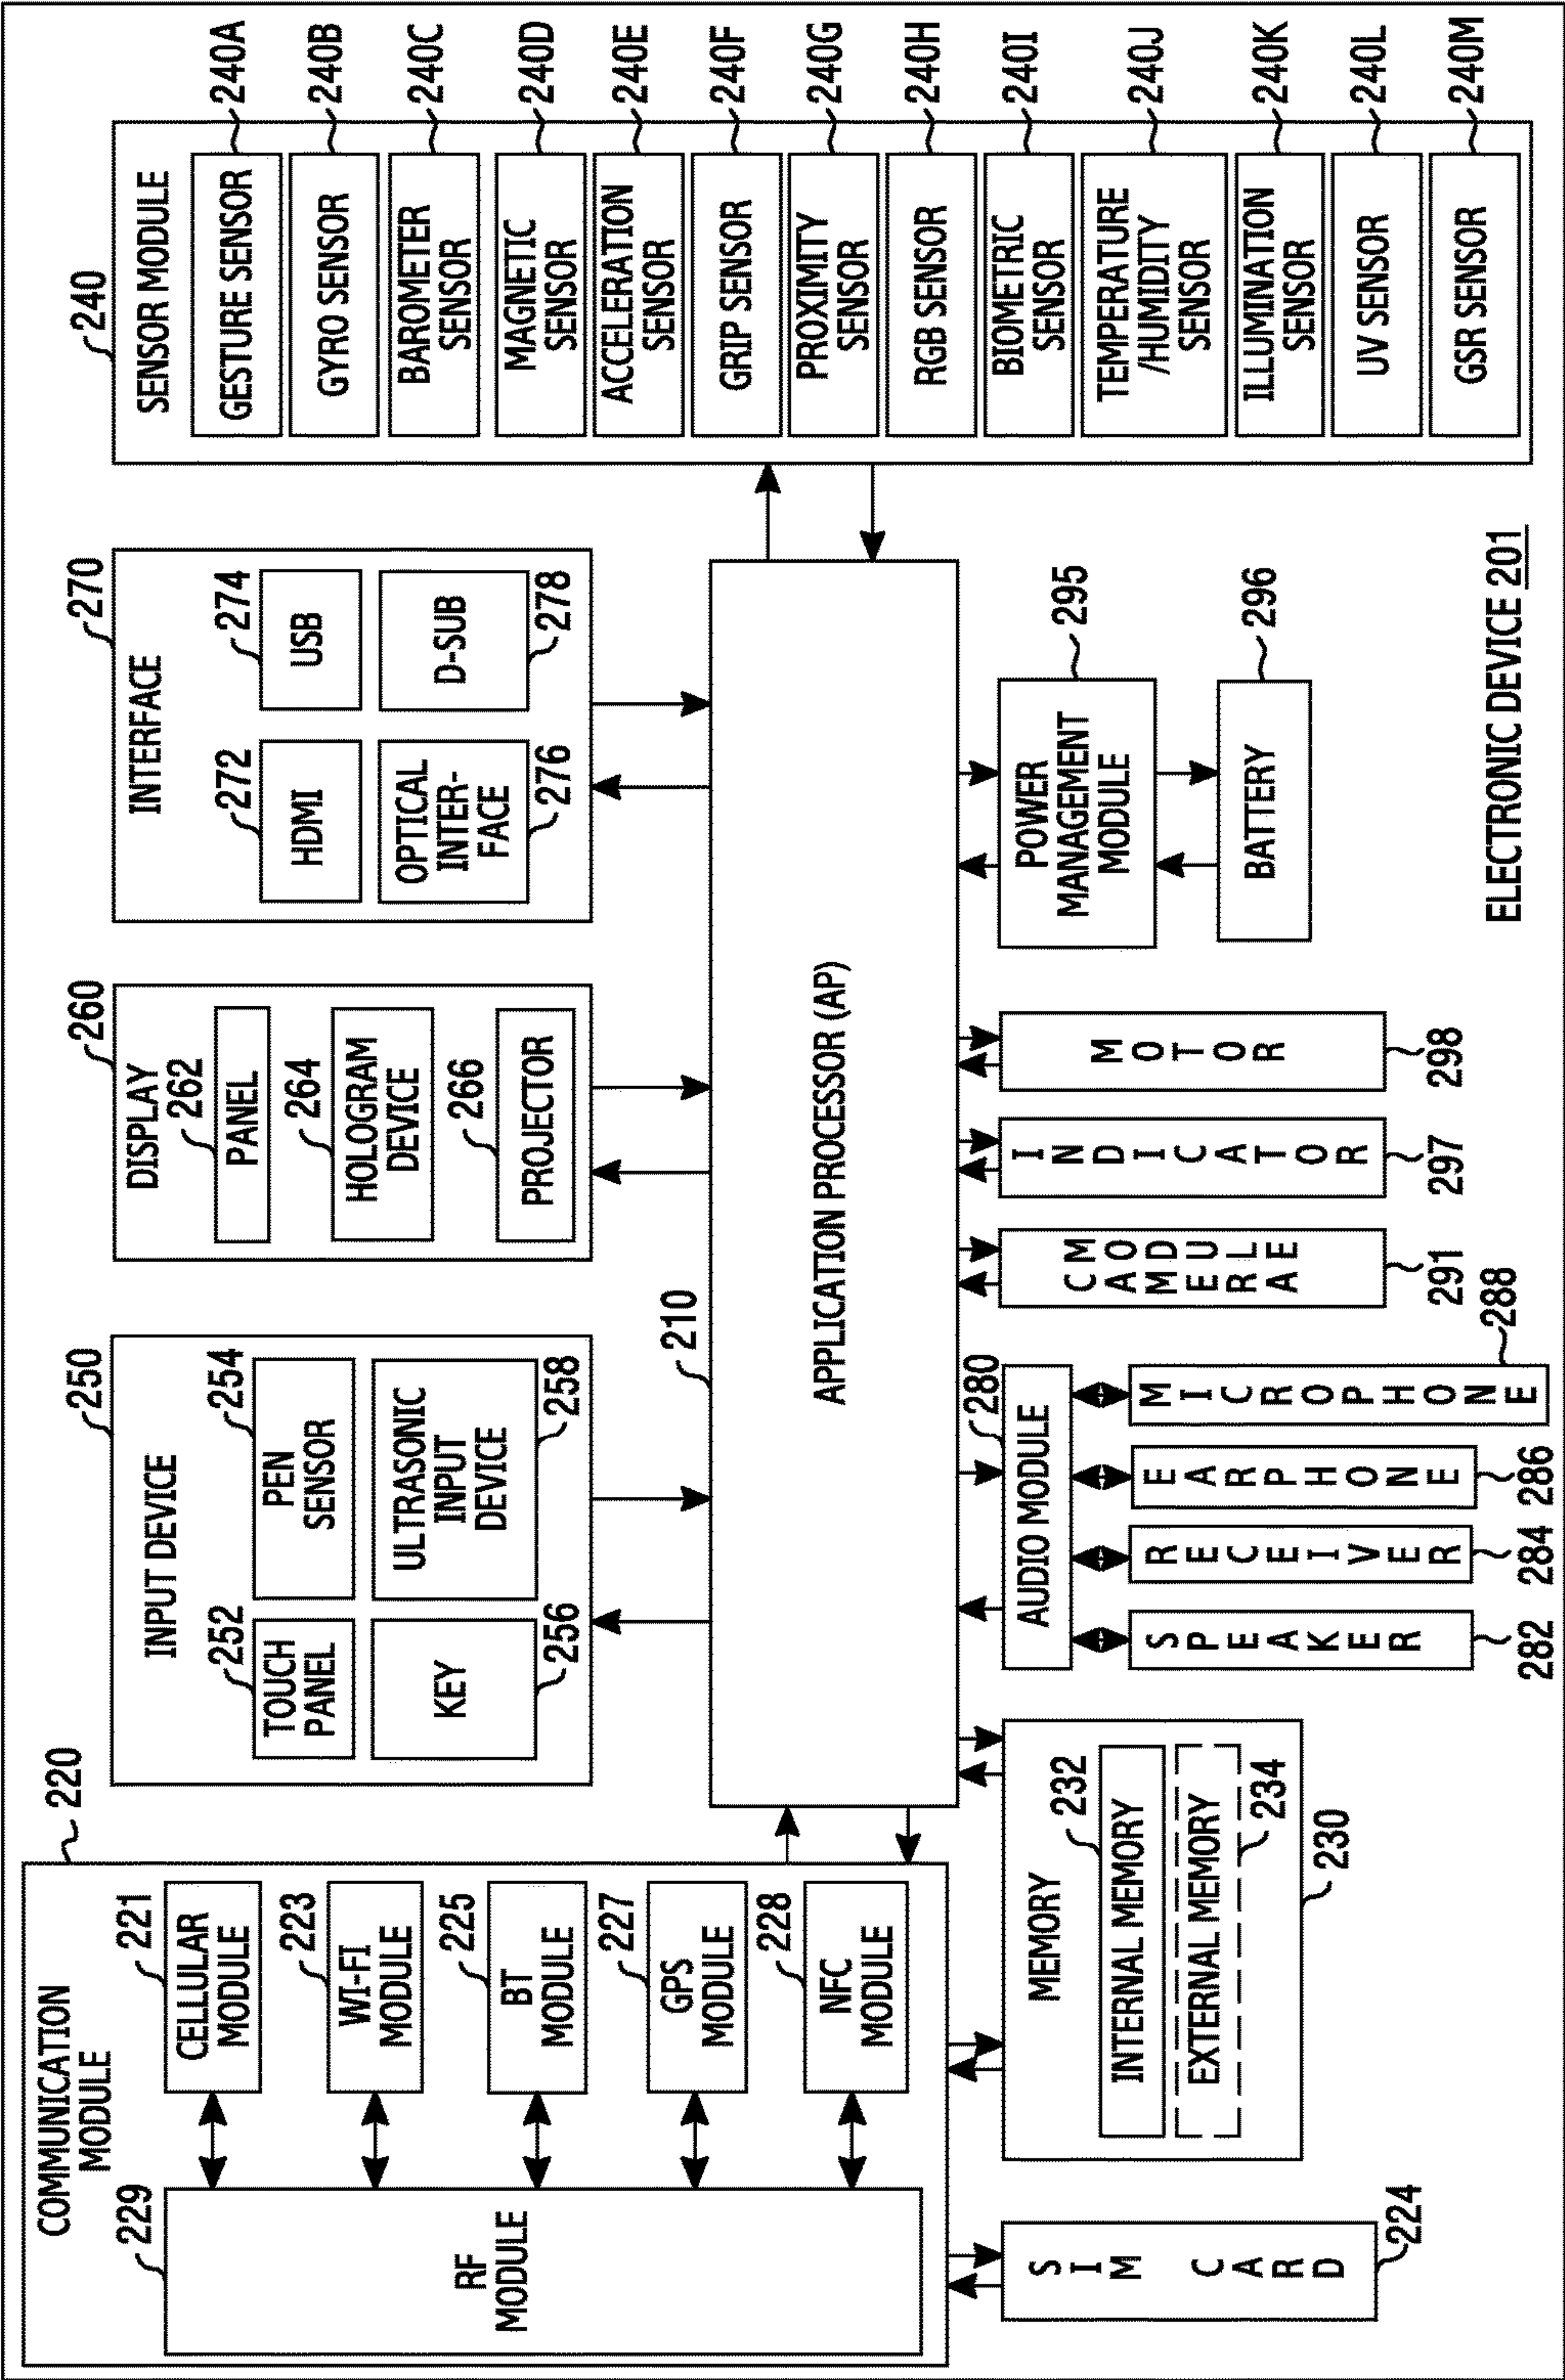 COMMUNICATION
MODULE
220
229
RF
MODULE
221
CELLULAR
MODULE
223
WI-FI
MODULE
225
BT
MODULE
227
GPS
MODULE
228
NFC
MODULE
250
INPUT DEVICE
252
TOUCH
PANEL
254
PEN
SENSOR
KEY
256
ULTRASONIC
INPUT
DEVICE
258
260
DISPLAY
262
PANEL
264
HOLOGRAM
DEVICE
266
PROJECTOR
270
INTERFACE
272
HDMI
274
USB
OPTICAL
INTER-
FACE
276
D-SUB
278
240
SENSOR MODULE
GESTURE SENSOR
240A
GYRO SENSOR
240B
BAROMETER
SENSOR
240C
MAGNETIC
SENSOR
240D
ACCELERATION
SENSOR
240E
GRIP SENSOR
240F
PROXIMITY
SENSOR
240G
RGB SENSOR
240H
BIOMETRIC
SENSOR
240I
TEMPERATURE
/HUMIDITY
SENSOR
240J
ILLUMINATION
SENSOR
240K
UV SENSOR
240L
GSR SENSOR
240M
210
APPLICATION PROCESSOR (AP)
SIM CARD
224
MEMORY
232
INTERNAL MEMORY
EXTERNAL MEMORY
234
230
AUDIO MODULE
280
SPEAKER
282
RECEIVER
284
EARPHONE
286
MICROPHONE
288
CAMERA
MODULE
291
INDICATOR
297
MOTOR
298
POWER
MANAGEMENT
MODULE
295
BATTERY
296
ELECTRONIC DEVICE 201